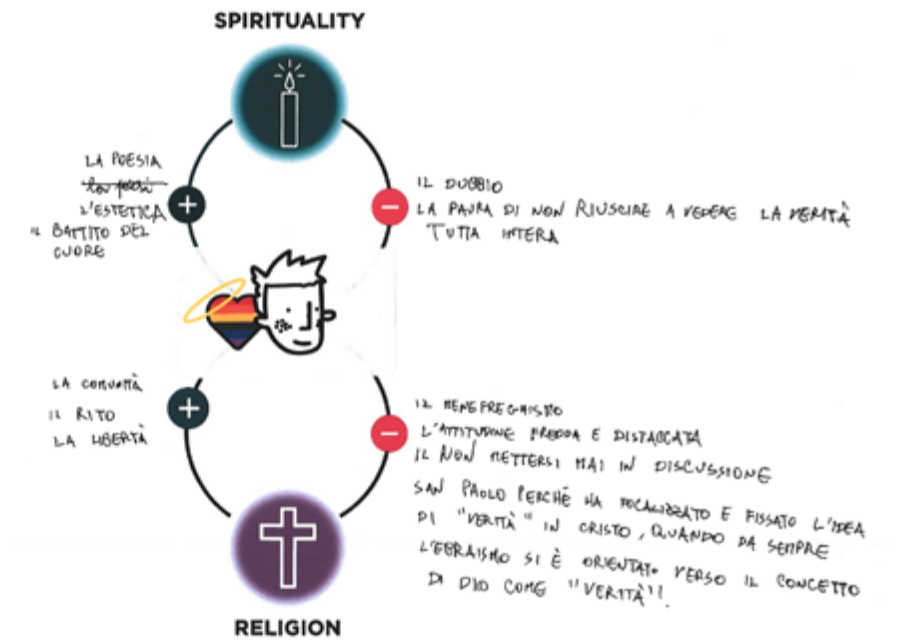 SPIRITUALITY
LA POESIA
L'ESTETICA
IL BATTITO DEL
CUORE
IL DUBBIO
LA PAURA DI NON RIUSCIRE A VEDERE LA VERITÀ
TUTTA INTERA
LA COMUNITÀ
IL RITO
LA LIBERTÀ
IL MENEFREGHISMO
L'ATTITUDINE FREDDA E DISTACCATA
IL NON METTERSI MAI IN DISCUSSIONE
SAN PAOLO PERCHÉ HA FOCALIZZATO E FISSATO L'IDEA
DI "VERITÀ" IN CRISTO, QUANDO DA SEMPRE
L'EBRAISMO SI È ORIENTATO VERSO IL CONCETTO
DI DIO COME "VERITÀ".
RELIGION